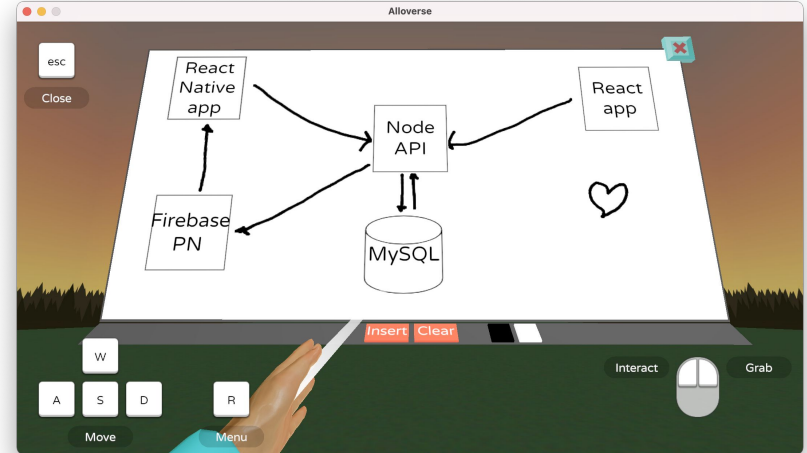 Alloverse
esc
Close
React
Native
app
Node
API
React
app
Firebase
PN
MySQL
Insert
Clear
W
A
S
D
Move
R
Menu
Interact
Grab